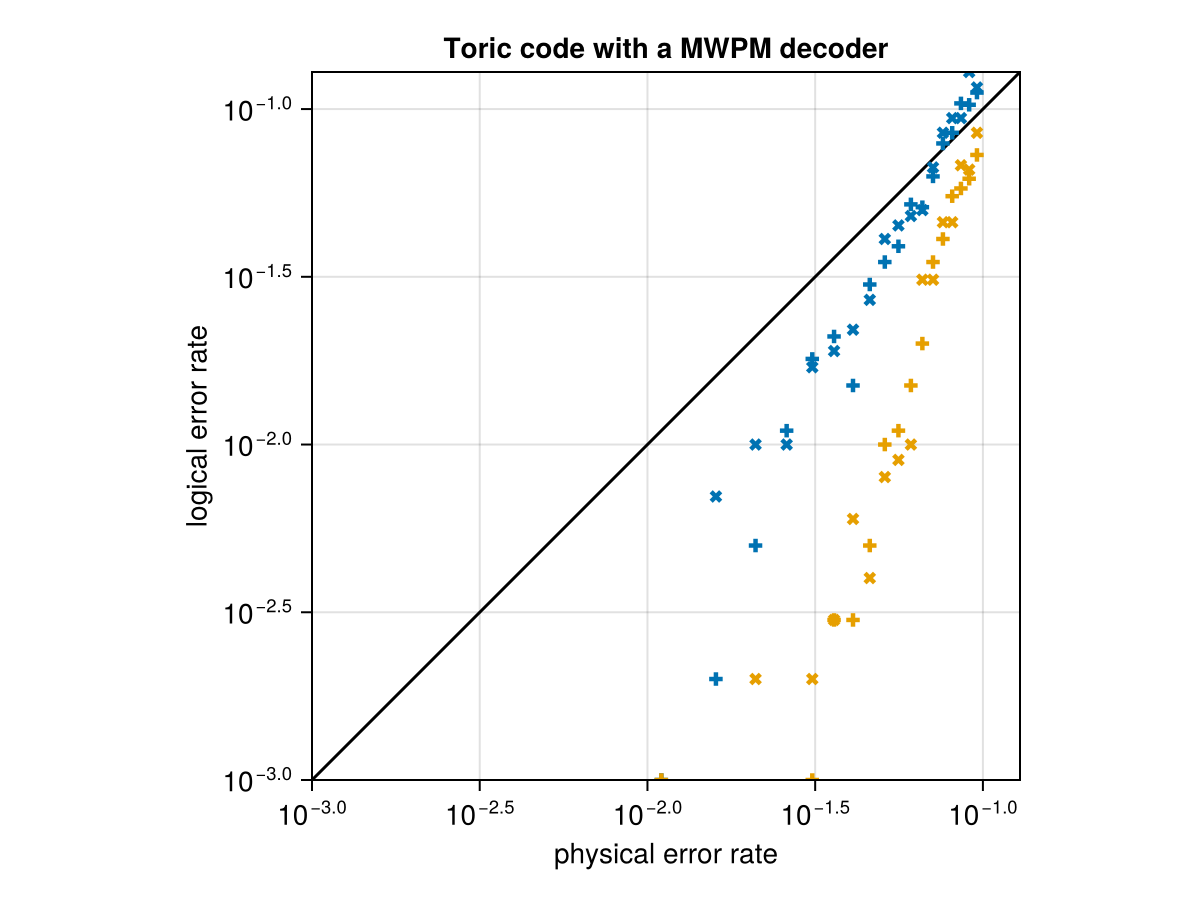 Toric code with a MWPM decoder
logical error rate
10^−1.0
10^−1.5
10^−2.0
10^−2.5
10^−3.0
10^−3.0 10^−2.5 10^−2.0 10^−1.5 10^−1.0
physical error rate